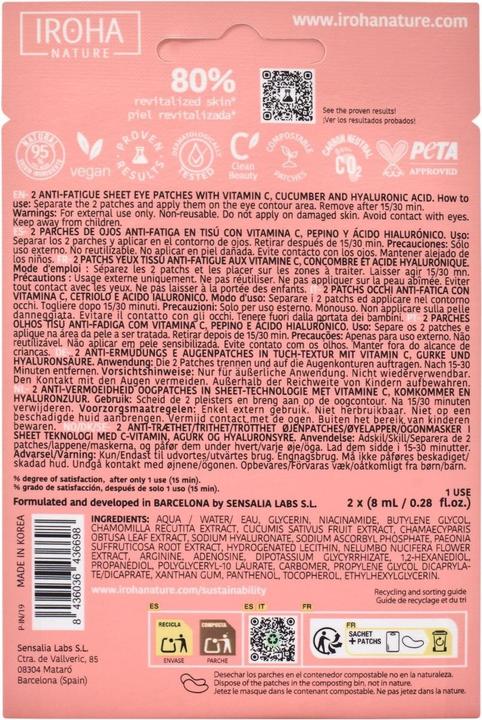 IROHA
NATURE
www.irohanature.com
80%
revitalized skin*
piel revitalizada*
See the proven results!
¡Ver los resultados probados!
NATURAL
95%
vegan
PROVEN
RESULTS
DERMATOLOGICALLY
TESTED
C
Clean
Beauty
COMPOSTABLE
PATCHES
CARBON NEUTRAL
CO2
PETA
APPROVED
EN- 2 ANTI-FATIGUE SHEET EYE PATCHES WITH VITAMIN C, CUCUMBER AND HYALURONIC ACID. How to
use: Separate the 2 patches and apply them on the eye contour area. Remove after 15/30 min.
Warnings: For external use only. Non-reusable. Do not apply on damaged skin. Avoid contact with eyes.
Keep away from children.
ES- 2 PARCHES DE OJOS ANTI-FATIGA EN TISÚ CON VITAMINA C, PEPINO Y ÁCIDO HIALURÓNICO. Uso:
Separar los 2 parches y aplicar en el contorno de ojos. Retirar después de 15/30 min. Precauciones: Sólo
uso externo. No reutilizable. No aplicar en piel dañada. Evite contacto con los ojos. Mantener alejado de
los niños. FR- 2 PATCHS YEUX TISSU ANTI-FATIGUE AUX VITAMINE C, CONCOMBRE ET ACIDE HYALURONIQUE.
Mode d'emploi : Séparez les 2 patchs et les placer sur les zones à traiter. Laisser agir 15/30 min.
Précautions : Usage externe uniquement. Ne pas réutiliser. Ne pas appliquer sur la peau abimée. Eviter
tout contact avec les yeux. Ne pas laisser à la portée des enfants. IT- 2 PATCHS OCCHI ANTI-FATICA CON
VITAMINA C, CETRIOLO E ACIDO IALURONICO. Modo d'uso: Separare i 2 patchs ed applicare nel contorno
occhi. Togliere dopo 15/30 minuti. Precauzioni: Solo per uso esterno. Monouso. Non applicare sulla pelle
danneggiata. Evitare il contatto con gli occhi. Tenere fuori dalla portata dei bambini. PT- 2 PARCHES
OLHOS TISÚ ANTI-FADIGA COM VITAMINA C, PEPINO E ÁCIDO HIALURÓNICO. Uso: Separe os 2 patches e
aplique na área da pele a ser tratada. Retirar depois de 15/30 min. Precauções: Apenas para uso externo. Não
reutilizável. Não aplicar em pele sensibilizada. Evite contato com os olhos. Manter fora do alcance de
crianças. DE- 2 ANTI-ERMÜDUNGS E AUGENPATCHES IN TUCH-TEXTUR MIT VITAMIN C, GURKE UND
HYALURONSÄURE. Anwendung: Die 2 Patches trennen und auf die Augenkonturen auftragen. Nach 15/30
Minuten entfernen. Vorsichtshinweise: Nur für äußerliche Anwendung. Nicht wiederverwendbar.
Den Kontakt mit den Augen vermeiden. Außerhalb der Reichweite von Kindern aufbewahren.
NL- 2 ANTI-VERMOEIDHEID OOGPATCHES IN SHEET-TECHNOLOGIE MET VITAMINE C, KOMKOMMER EN
HYALURONZUUR. Gebruik: Scheid de 2 pleisters en breng aan op de oogcontour. Na 15/30 min
verwijderen. Voorzorgsmaatregelen: Enkel extern gebruik. Niet herbruikbaar. Niet op een
beschadigde huid aanbrengen. Vermijd contact met de ogen. Buiten het bereik van kinderen
bewaren. NO/DK/SE- 2 ANTI-TRÆTHET/TRITHET/TROTTHET ØJENPATCHES/ØYELAPPER/ÖGONMASKER I
SHEET TEKNOLOGI MED C-VITAMIN, AGURK OG HYALURONSYRE. Anvendelse: Adskil/Skill/Separera de 2
patches/lappene/maskerna, og påfør dem under hvert/varje øje/öga. Lad dem sidde i 15-30 minutter.
Advarsel/Varning: Kun/Endast til udvortes/utvärtes brug. Engangsbrug. Må ikke påføres beskadiget/
skadad hud. Undgå kontakt med øjnene/ögonen. Opbevares/Förvaras væk/oåtkomligt fra børn/barn.
% degree of satisfaction, after only 1 use (15 min).
% grado de satisfacción, después de solo 1 uso (15 min).
Formulated and developed in BARCELONA by SENSALIA LABS S.L.
1 USE
2 x (8 mL / 0.28 fl.oz.)
MADE IN KOREA
P-IN/19
8 436036 436698
INGREDIENTS: AQUA / WATER/ EAU, GLYCERIN, NIACINAMIDE, BUTYLENE GLYCOL,
CHAMOMILLA RECUTITA EXTRACT, CUCUMIS SATIVUS FRUIT EXTRACT, CHAMAECYPARIS
OBTUSA LEAF EXTRACT, SODIUM HYALURONATE, SODIUM ASCORBYL PHOSPHATE, PAEONIA
SUFFRUTICOSA ROOT EXTRACT, HYDROGENATED LECITHIN, NELUMBO NUCIFERA FLOWER
EXTRACT, ARGININE, ADENOSINE, DIPOTASSIUM GLYCYRRHIZATE, 1,2-HEXANEDIOL,
PROPANEDIOL, POLYGLYCERYL-10 LAURATE, CARBOMER, PROPYLENE GLYCOL DICAPRYLA-
TE/DICAPRATE, XANTHAN GUM, PANTHENOL, TOCOPHEROL, ETHYLHEXYLGLYCERIN.
www.irohanature.com/sustainability
Recycling and sorting guide
Guide de recyclage et du tri
Sensalia Labs S.L.
Ctra. de Vallveric, 85
08304 Mataró
Barcelona (Spain)
ES
RECICLA
ENVASE
COMPOSTA
PARCHE
ES IT
FR
FR
SACHET
+ PATCHS
Desechar los parches en el contenedor compostable no en la naturaleza.
Dispose of the patches in the composting bin, not in nature.
Jetez le masque dans le contenant compostable. Ne pas jetez dans la nature.